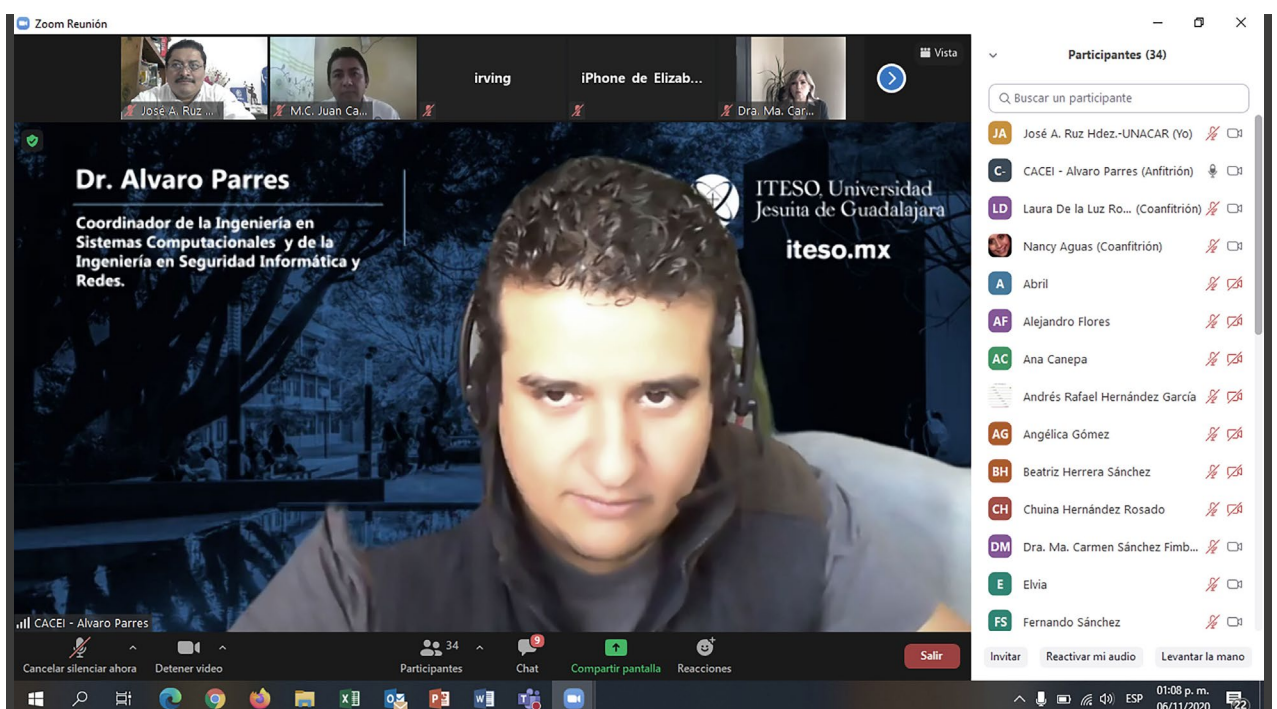 Zoom Reunión
José A. Ruz ...
M.C. Juan Ca...
irving
iPhone de Elizab...
Dra. Ma. Car...
Vista
Dr. Alvaro Parres
Coordinador de la Ingeniería en
Sistemas Computacionales y de la
Ingeniería en Seguridad Informática y
Redes.
ITESO, Universidad
Jesuita de Guadalajara
iteso.mx
CACEI - Alvaro Parres
Cancelar silenciar ahora
Detener video
34
Participantes
9
Chat
Compartir pantalla
Reacciones
Salir
Participantes (34)
Buscar un participante
JA José A. Ruz Hdez.-UNACAR (Yo)
C- CACEI - Alvaro Parres (Anfitrión)
LD Laura De la Luz Ro... (Coanfitrión)
Nancy Aguas (Coanfitrión)
A Abril
AF Alejandro Flores
AC Ana Canepa
Andrés Rafael Hernández García
AG Angélica Gómez
BH Beatriz Herrera Sánchez
CH Chuina Hernández Rosado
DM Dra. Ma. Carmen Sánchez Fimb...
E Elvia
FS Fernando Sánchez
Invitar
Reactivar mi audio
Levantar la mano
ESP
01:08 p. m.
06/11/2020
22